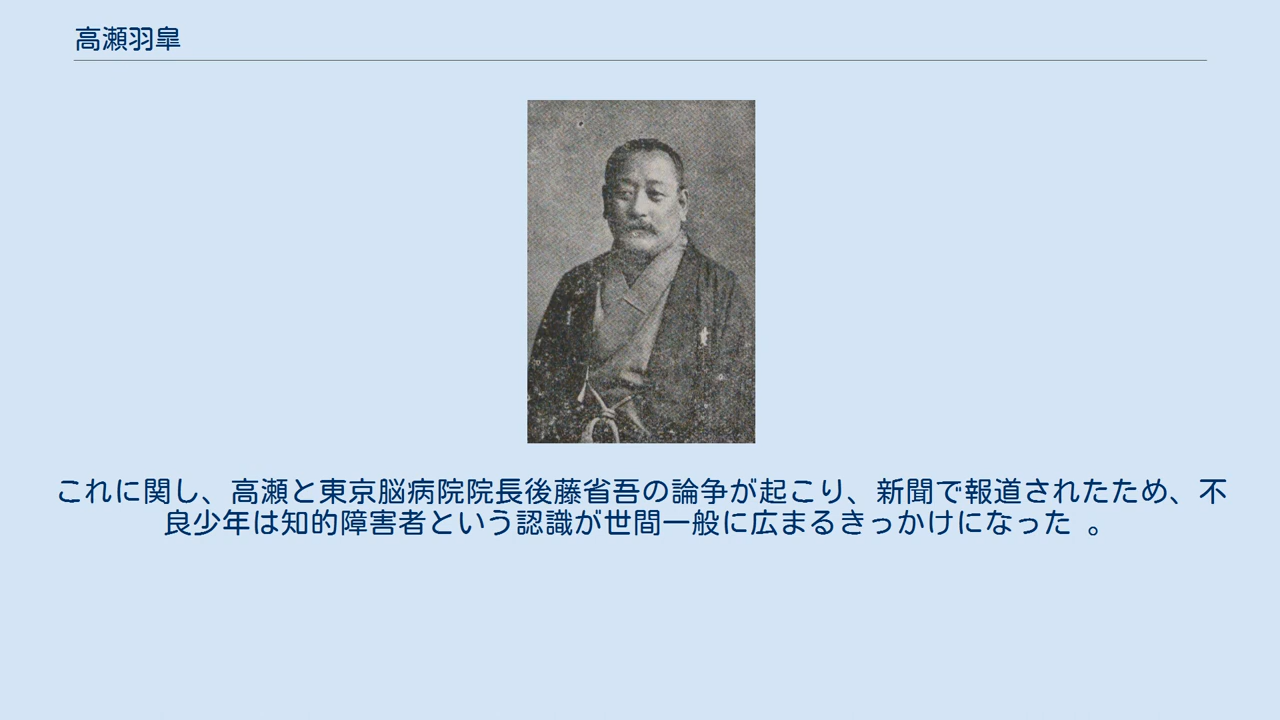 高瀬羽皐
これに関し、高瀬と東京脳病院院長後藤省吾の論争が起こり、新聞で報道されたため、不
良少年は知的障害者という認識が世間一般に広まるきっかけになった 。